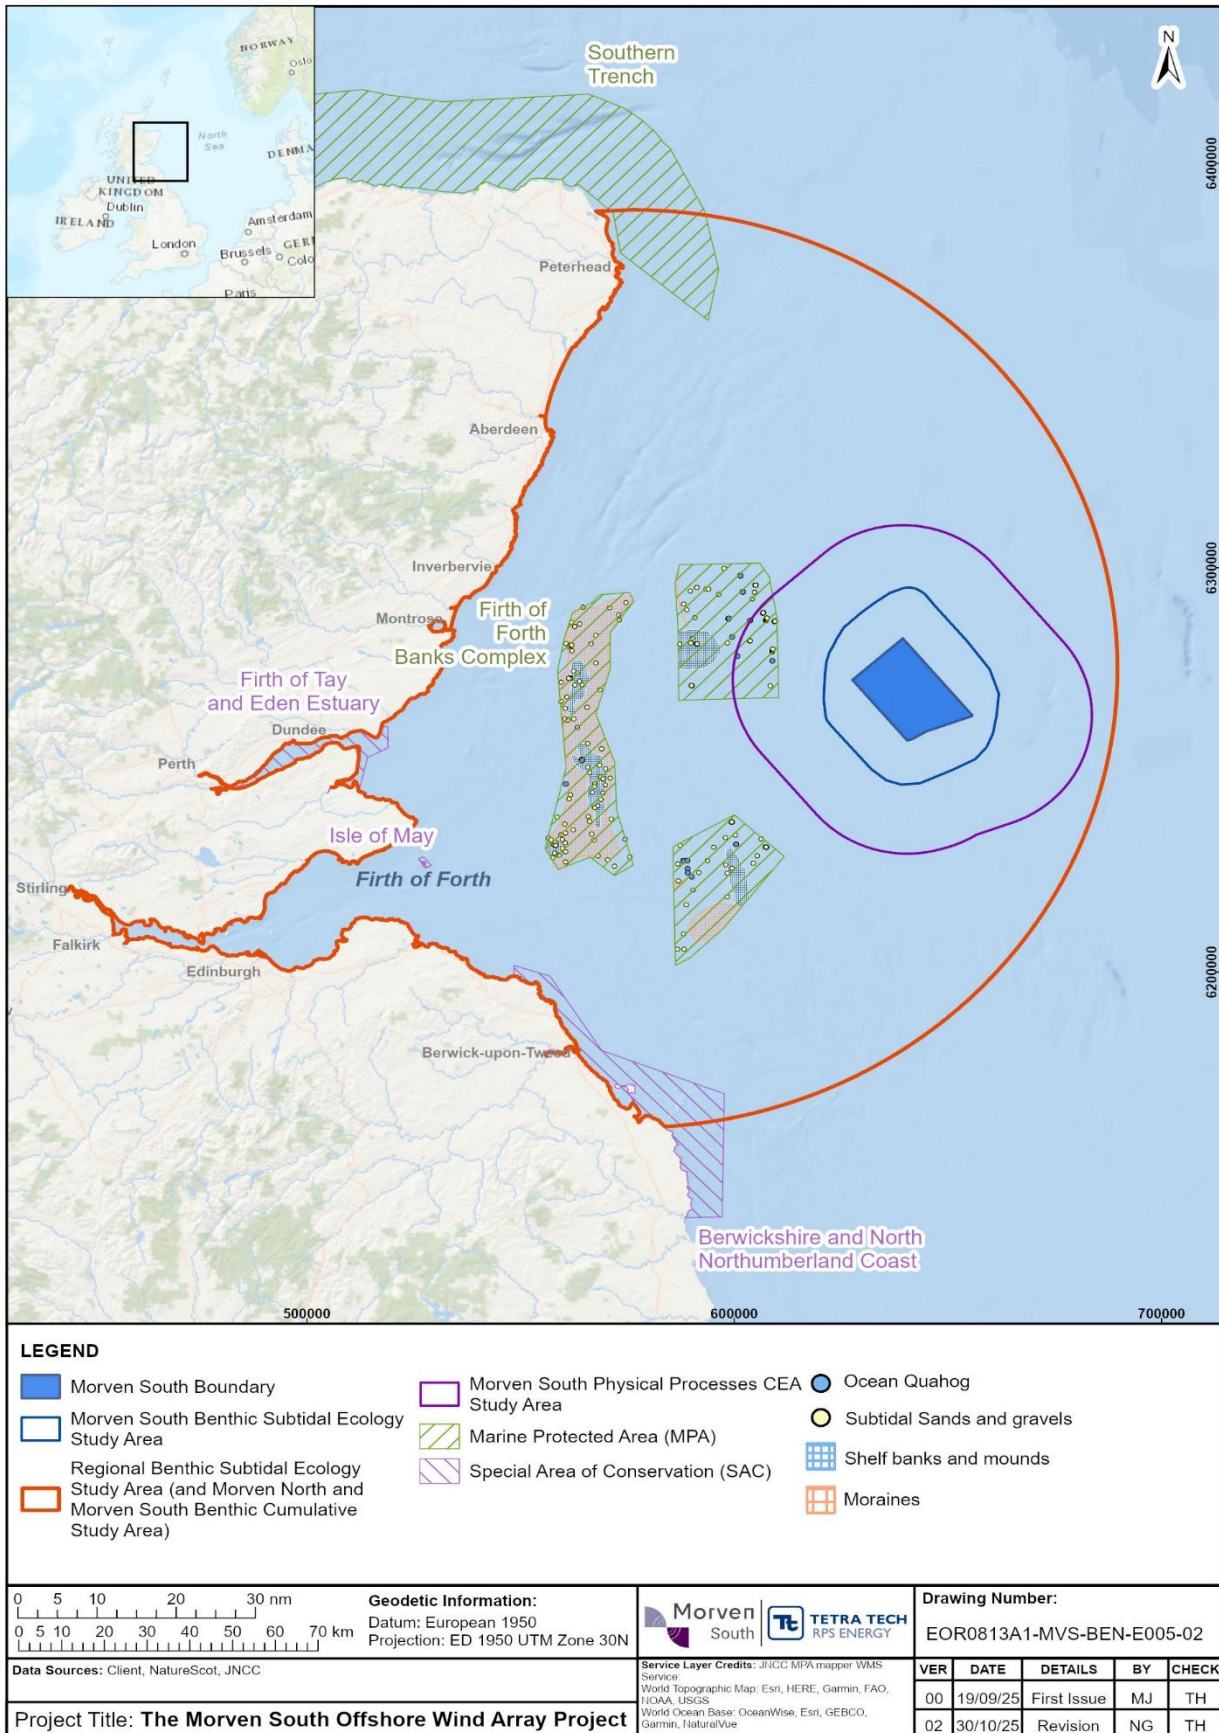 NORWAY
Oslo
North
Sea
DENMA
UNITED
KINGDOM
Dublin
IRELAND
Amsterdam
London
Brussels
GER
Colo
Paris
Southern
Trench
N
6400000
Peterhead
Aberdeen
Inverbervie
6300000
Montrose
Firth of
Forth
Banks Complex
Firth of Tay
and Eden Estuary
Dundee
Perth
Isle of May
Firth of Forth
Stirling
Falkirk
Edinburgh
6200000
Berwick-upon-Tweed
Berwickshire and North
Northumberland Coast
500000
600000
700000
LEGEND
Morven South Boundary
Morven South Benthic Subtidal Ecology
Study Area
Regional Benthic Subtidal Ecology
Study Area (and Morven North and
Morven South Benthic Cumulative
Study Area)
Morven South Physical Processes CEA
Study Area
Marine Protected Area (MPA)
Special Area of Conservation (SAC)
Ocean Quahog
Subtidal Sands and gravels
Shelf banks and mounds
Moraines
0 5 10 20 30 nm
0 5 10 20 30 40 50 60 70 km
Geodetic Information:
Datum: European 1950
Projection: ED 1950 UTM Zone 30N
Morven
South
Tt
TETRA TECH
RPS ENERGY
Drawing Number:
EOR0813A1-MVS-BEN-E005-02
Data Sources: Client, NatureScot, JNCC
Service Layer Credits: JNCC MPA mapper WMS
Service:
World Topographic Map: Esri, HERE, Garmin, FAO,
NOAA, USGS
World Ocean Base: OceanWise, Esri, GEBCO,
Garmin, NaturalVue
VER DATE DETAILS BY CHECK
00 19/09/25 First Issue MJ TH
02 30/10/25 Revision NG TH
Project Title: The Morven South Offshore Wind Array Project